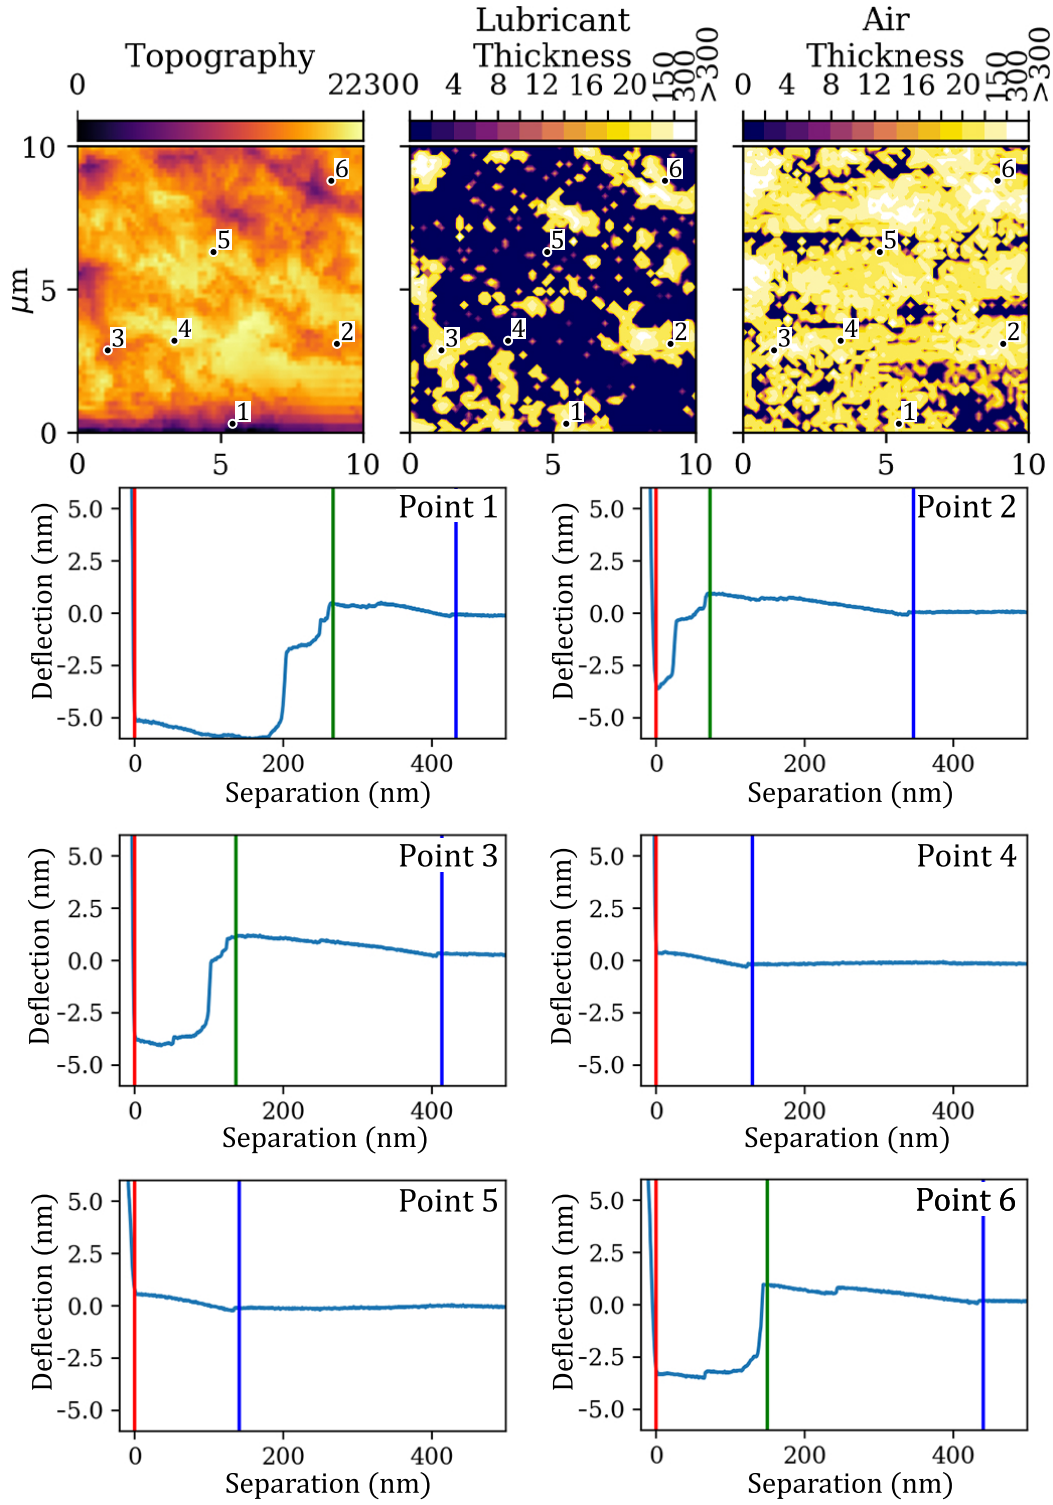 Topography
Lubricant
Thickness
Air
Thickness
0 2230
0 4 8 12 16 20 150 300 >300
0 4 8 12 16 20 150 300 >300
10
5
0
μm
6
5
4
3
2
1
6
5
4
3
2
1
6
5
4
3
2
1
0 5 10
0 5 10
0 5 10
Point 1
Deflection (nm)
5.0
2.5
0.0
-2.5
-5.0
0 200 400
Separation (nm)
Point 2
Deflection (nm)
5.0
2.5
0.0
-2.5
-5.0
0 200 400
Separation (nm)
Point 3
Deflection (nm)
5.0
2.5
0.0
-2.5
-5.0
0 200 400
Separation (nm)
Point 4
Deflection (nm)
5.0
2.5
0.0
-2.5
-5.0
0 200 400
Separation (nm)
Point 5
Deflection (nm)
5.0
2.5
0.0
-2.5
-5.0
0 200 400
Separation (nm)
Point 6
Deflection (nm)
5.0
2.5
0.0
-2.5
-5.0
0 200 400
Separation (nm)